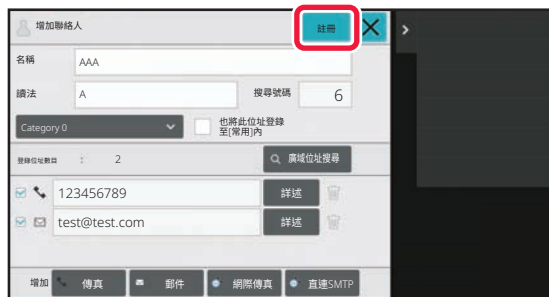 增加聯絡人 註冊
名稱 AAA
讀法 A 搜尋號碼 6
Category 0 也將此位址登錄
至[常用]內
登錄位址數目 : 2 廣域位址搜尋
123456789 詳述
test@test.com 詳述
增加 傳真 郵件 網際傳真 直連SMTP